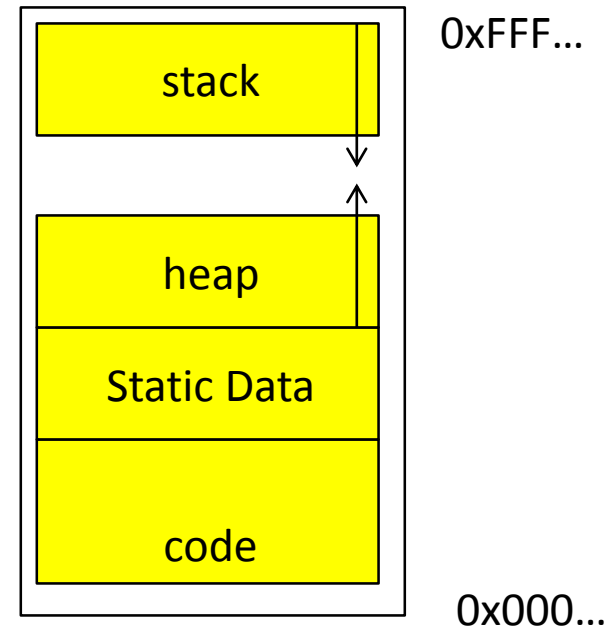 0xFFF...
stack
heap
Static Data
code
0x000...